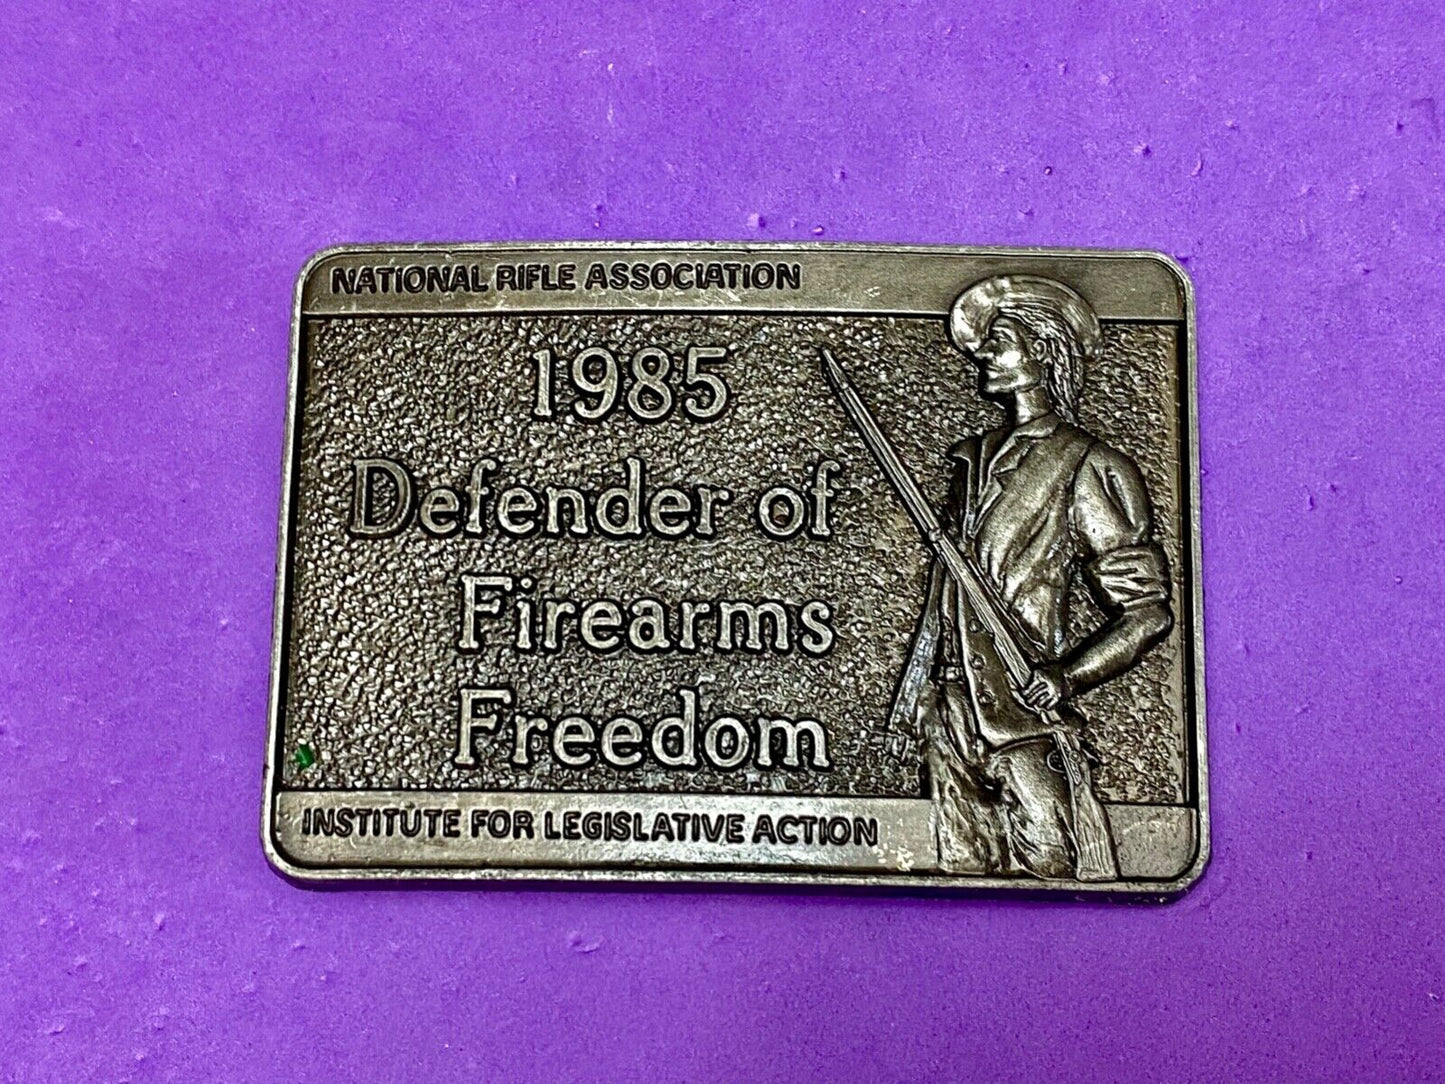 NATIONAL RIFLE ASSOCIATION
1985
Defender of
Firearms
Freedom
INSTITUTE FOR LEGISLATIVE ACTION